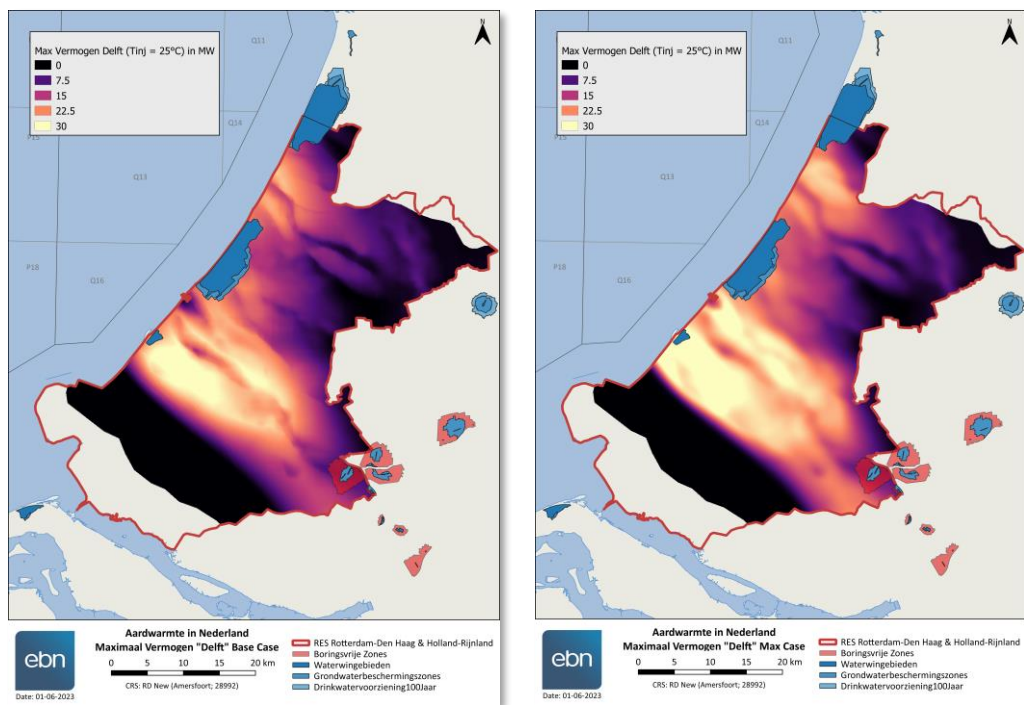 Max Vermogen Delft (Tinj = 25°C) in MW
0
7.5
15
22.5
30
N
Q11
Q14
P15
Q13
P18
Q16
ebn
Date: 01-06-2023
Aardwarmte in Nederland
Maximaal Vermogen "Delft" Base Case
0 5 10 15 20 km
CRS: RD New (Amersfoort; 28992)
RES Rotterdam-Den Haag & Holland-Rijnland
Boringsvrije Zones
Waterwingebieden
Grondwaterbeschermingszones
Drinkwatervoorziening100Jaar
Max Vermogen Delft (Tinj = 25°C) in MW
0
7.5
15
22.5
30
N
Q11
Q14
P15
Q13
P18
Q16
ebn
Date: 01-06-2023
Aardwarmte in Nederland
Maximaal Vermogen "Delft" Max Case
0 5 10 15 20 km
CRS: RD New (Amersfoort; 28992)
RES Rotterdam-Den Haag & Holland-Rijnland
Boringsvrije Zones
Waterwingebieden
Grondwaterbeschermingszones
Drinkwatervoorziening100Jaar